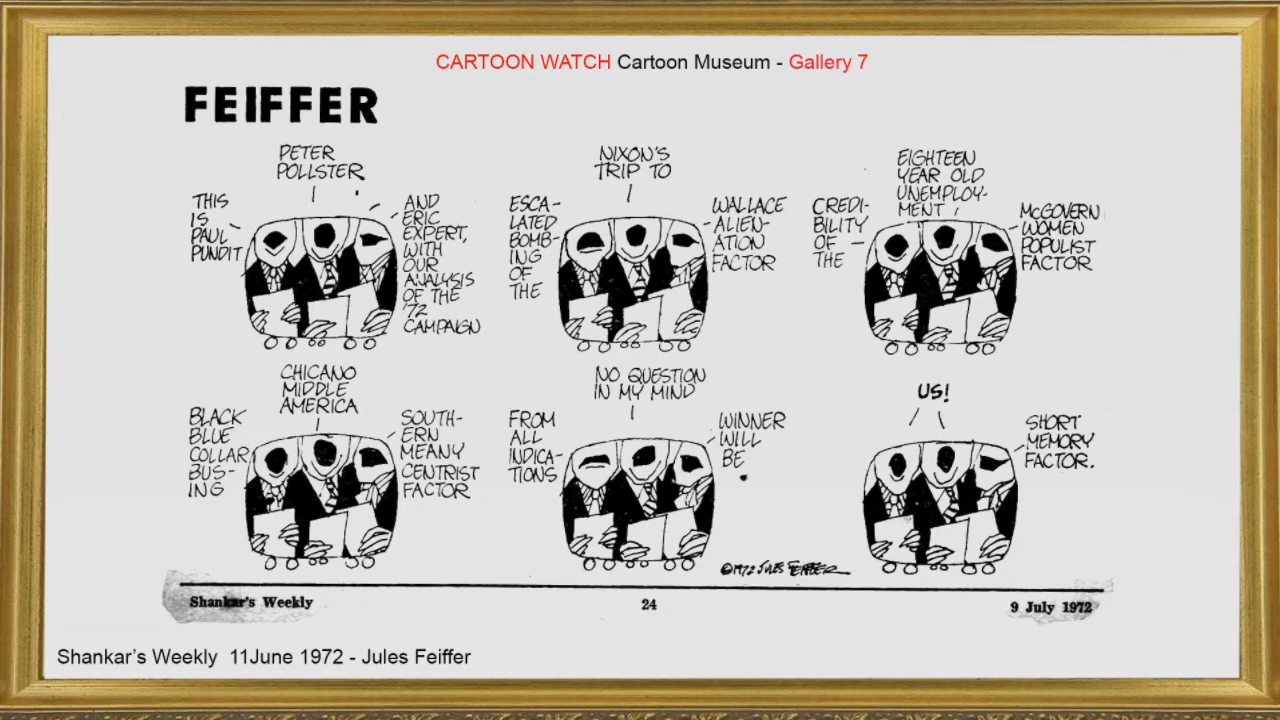 CARTOON WATCH Cartoon Museum - Gallery 7
FEIFFER
THIS
IS
PAUL
PUNDIT
PETER
POLLSTER
AND
ERIC
EXPERT,
WITH
OUR
ANALYSIS
OF THE
'72
CAMPAIGN
ESCA-
LATED
BOMB-
ING
OF
THE
NIXON'S
TRIP TO
WALLACE
ALIEN-
ATION
FACTOR
CREDI-
BILITY
OF
THE
EIGHTEEN
YEAR OLD
UNEMPLOY-
MENT
McGOVERN
WOMEN
POPULIST
FACTOR
BLACK
BLUE
COLLAR
BUS-
ING
CHICANO
MIDDLE
AMERICA
SOUTH-
ERN
MEANY
CENTRIST
FACTOR
FROM
ALL
INDICA-
TIONS
NO QUESTION
IN MY MIND
WINNER
WILL
BE
US!
SHORT
MEMORY
FACTOR.
©1972 JULES FEIFFER
Shankar's Weekly 24 9 July 1972
Shankar's Weekly 11June 1972 - Jules Feiffer